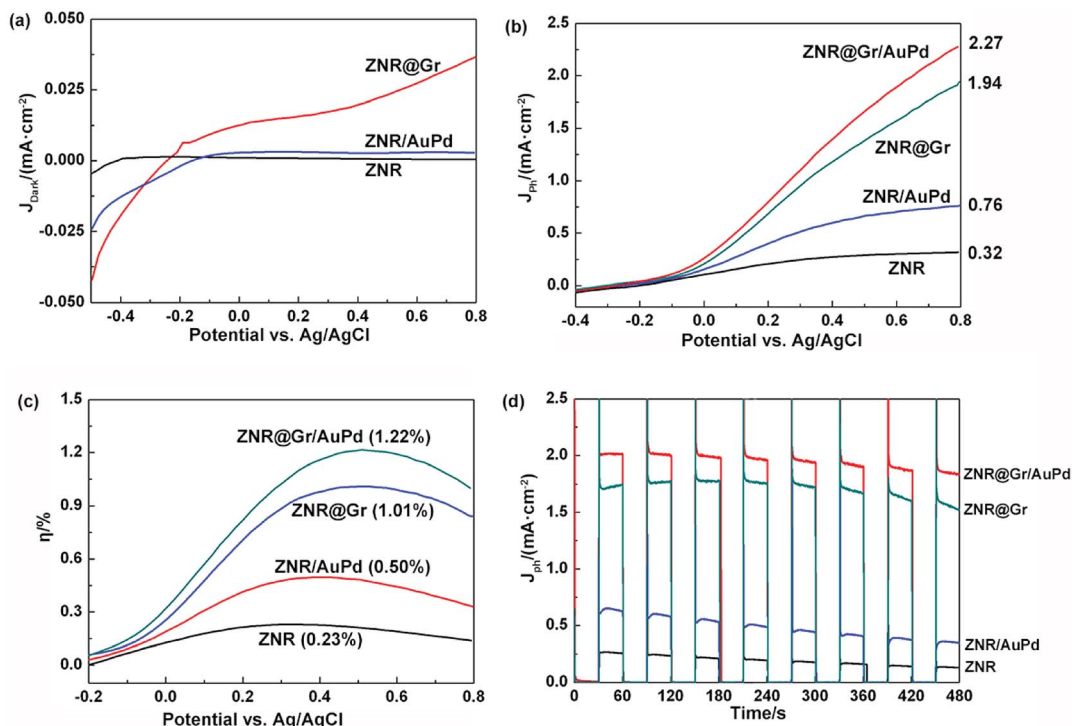 (a)
0.050
0.025
0.000
-0.025
-0.050
J_Dark/(mA·cm⁻²)
ZNR@Gr
ZNR/AuPd
ZNR
-0.4 -0.2 0.0 0.2 0.4 0.6 0.8
Potential vs. Ag/AgCl
(b)
2.5
2.0
1.5
1.0
0.5
0.0
J_Ph/(mA·cm⁻²)
ZNR@Gr/AuPd
ZNR@Gr
ZNR/AuPd
ZNR
2.27
1.94
0.76
0.32
-0.4 -0.2 0.0 0.2 0.4 0.6 0.8
Potential vs. Ag/AgCl
(c)
1.5
1.2
0.9
0.6
0.3
0.0
η/%
ZNR@Gr/AuPd (1.22%)
ZNR@Gr (1.01%)
ZNR/AuPd (0.50%)
ZNR (0.23%)
-0.2 0.0 0.2 0.4 0.6 0.8
Potential vs. Ag/AgCl
(d)
2.5
2.0
1.5
1.0
0.5
0.0
J_ph/(mA·cm⁻²)
ZNR@Gr/AuPd
ZNR@Gr
ZNR/AuPd
ZNR
0 60 120 180 240 300 360 420 480
Time/s